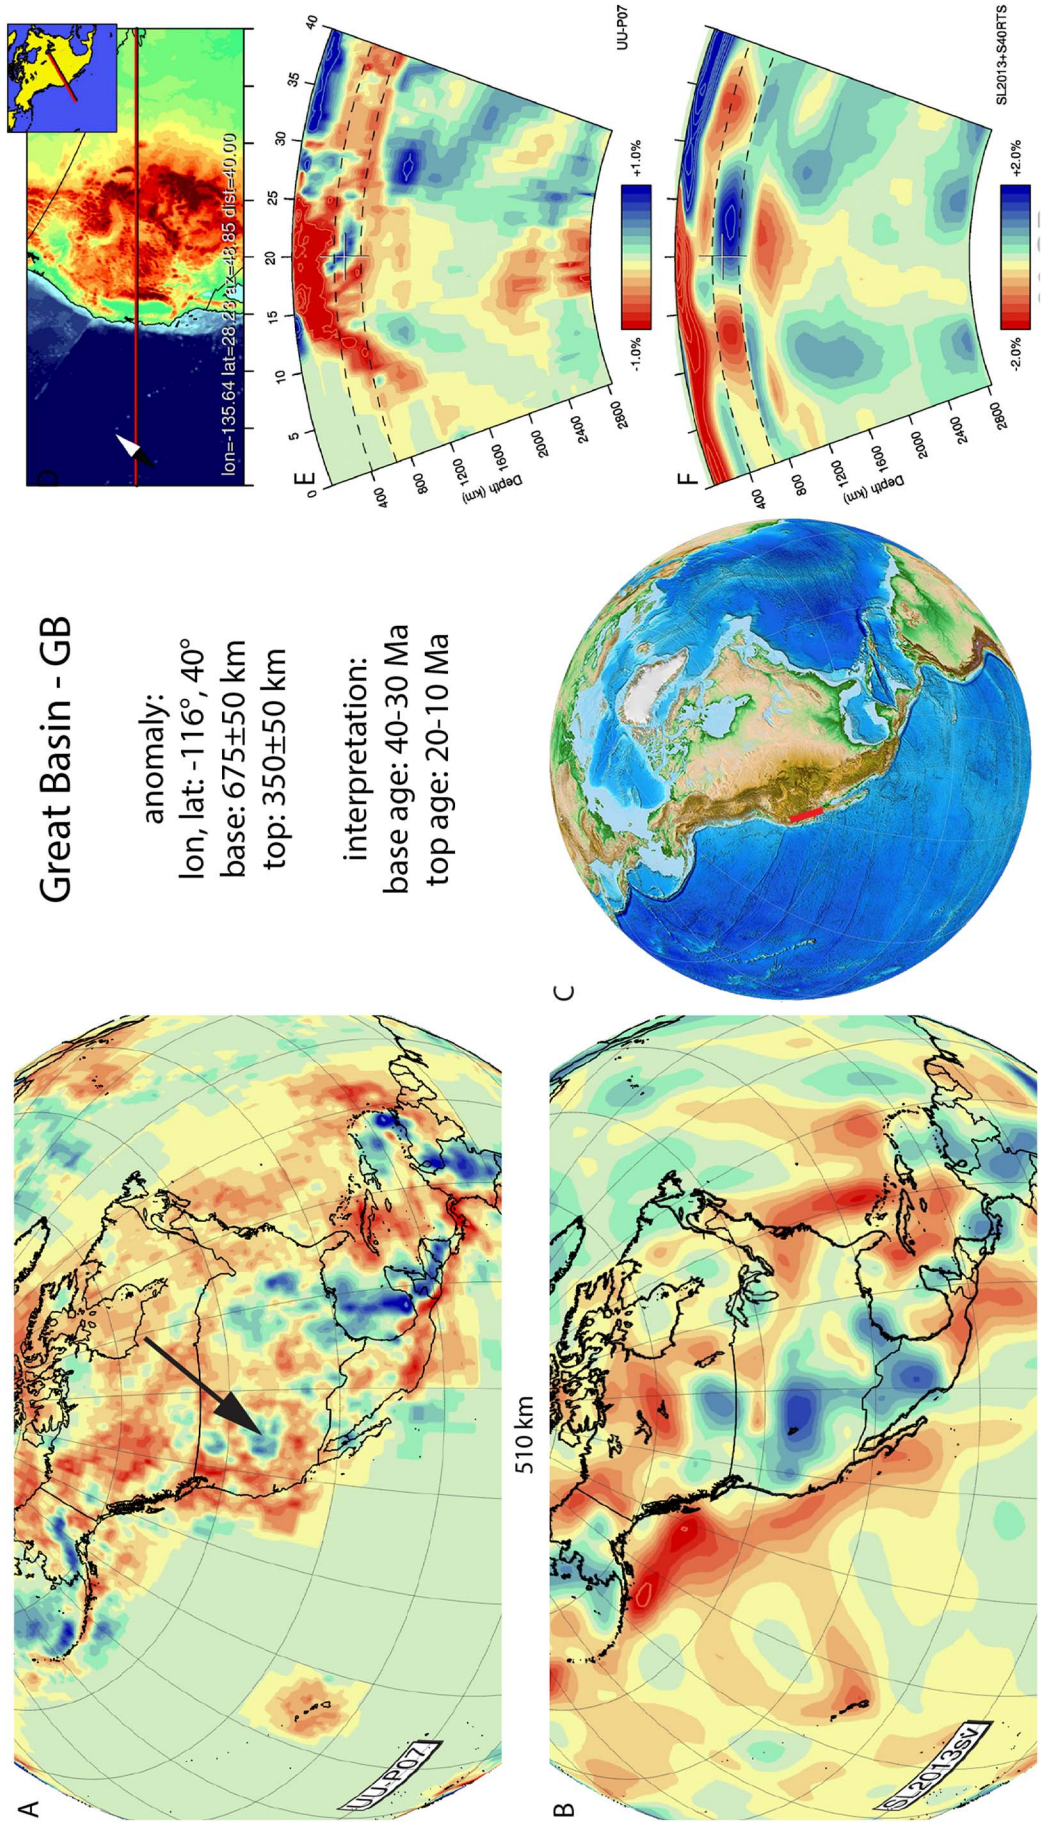 Great Basin - GB
anomaly:
lon, lat: -116°, 40°
base: 675±50 km
top: 350±50 km
interpretation:
base age: 40-30 Ma
top age: 20-10 Ma
A
UU-P07
510 km
B
SL2013sv
C
D
lon=-135.64 lat=28.23 az=43.85 dist=40.00
E
0
5
10
15
20
25
30
35
40
400
800
1200
1600
2000
2400
2800
Depth (km)
-1.0%
+1.0%
UU-P07
F
400
800
1200
1600
2000
2400
2800
Depth (km)
-2.0%
+2.0%
SL2013+S40RTS